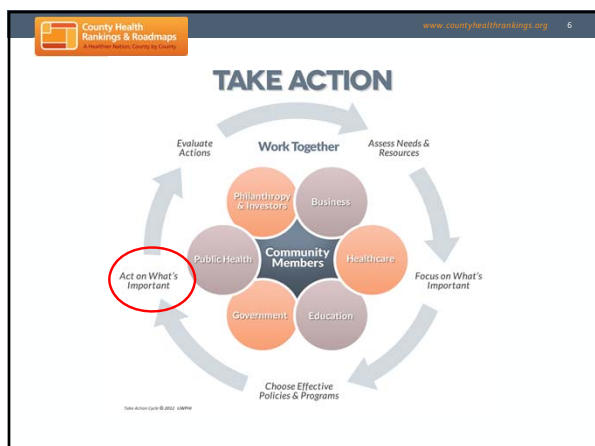 County Health
Rankings & Roadmaps
A Healthier Nation, County by County
www.countyhealthrankings.org 6
TAKE ACTION
Evaluate
Actions
Work Together
Assess Needs &
Resources
Philanthropy
& Investors
Business
Public Health
Community
Members
Healthcare
Act on What's
Important
Focus on What's
Important
Government
Education
Choose Effective
Policies & Programs
Take Action Cycle © 2012 UWPHI